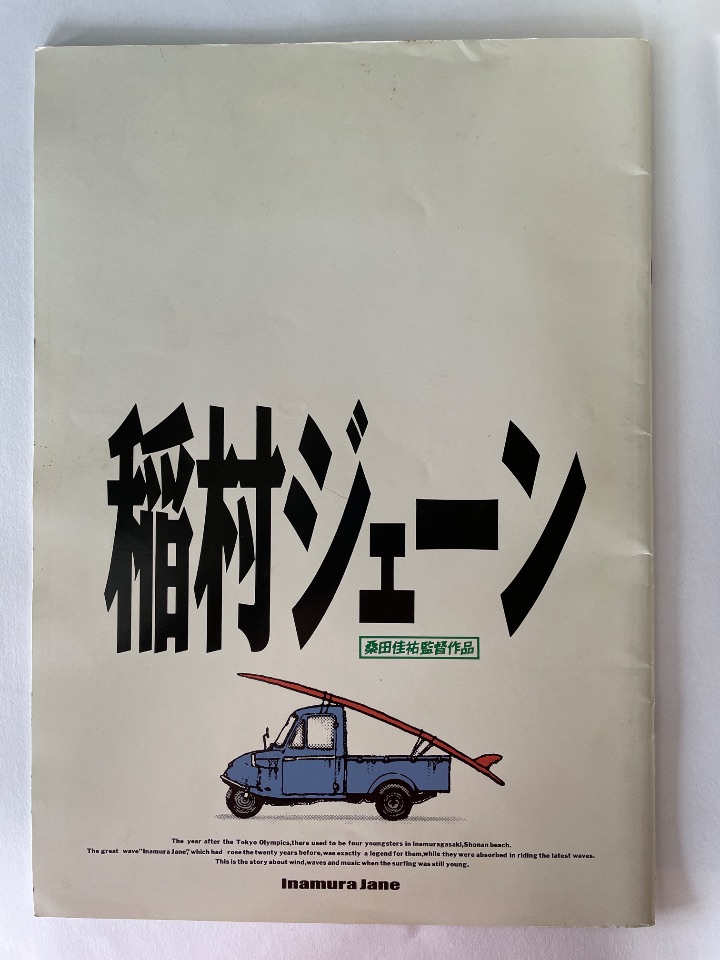 稲村ジェーン
桑田佳祐監督作品
The year after the Tokyo Olympics,there used to be four youngsters in Inamuragasaki,Shonan beach.
The great wave"Inamura Jane",which had rose the twenty years before,was exactly a legend for them,while they were absorbed in riding the latest waves.
This is the story about wind,waves and music when the surfing was still young.
Inamura Jane